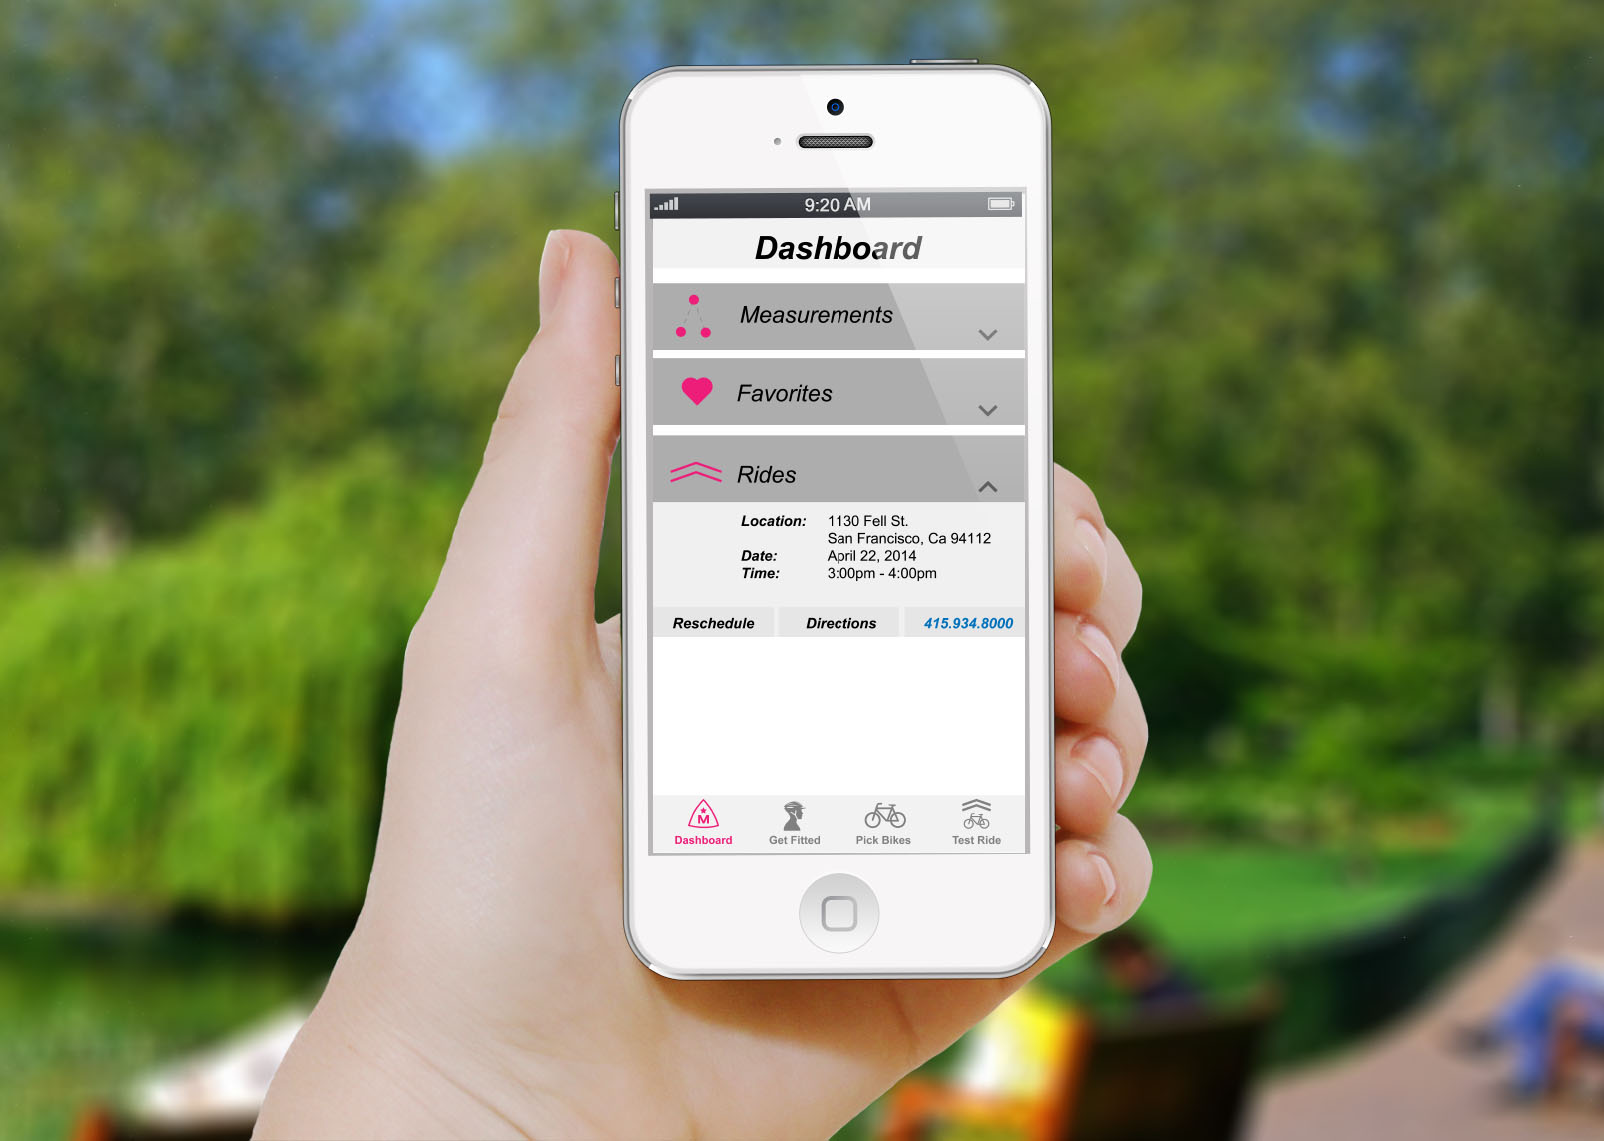 9:20 AM
Dashboard
Measurements
Favorites
Rides
Location: 1130 Fell St.
San Francisco, Ca 94112
Date: April 22, 2014
Time: 3:00pm - 4:00pm
Reschedule Directions 415.934.8000
M
Dashboard Get Fitted Pick Bikes Test Ride